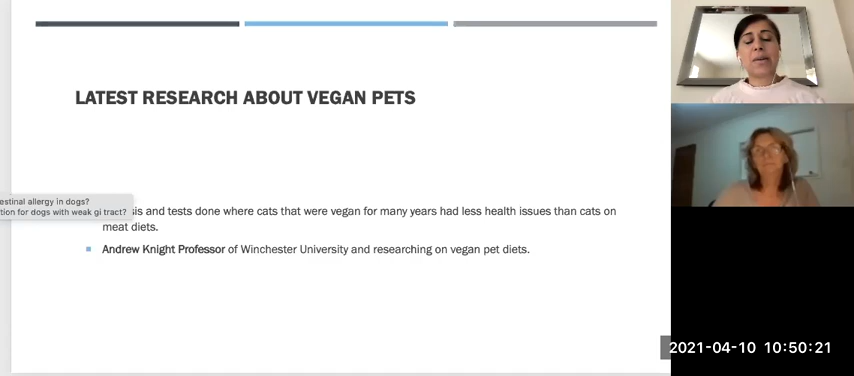 LATEST RESEARCH ABOUT VEGAN PETS
estinal allergy in dogs?
tion for dogs with weak gi tract?
sis and tests done where cats that were vegan for many years had less health issues than cats on
meat diets.
Andrew Knight Professor of Winchester University and researching on vegan pet diets.
2021-04-10 10:50:21